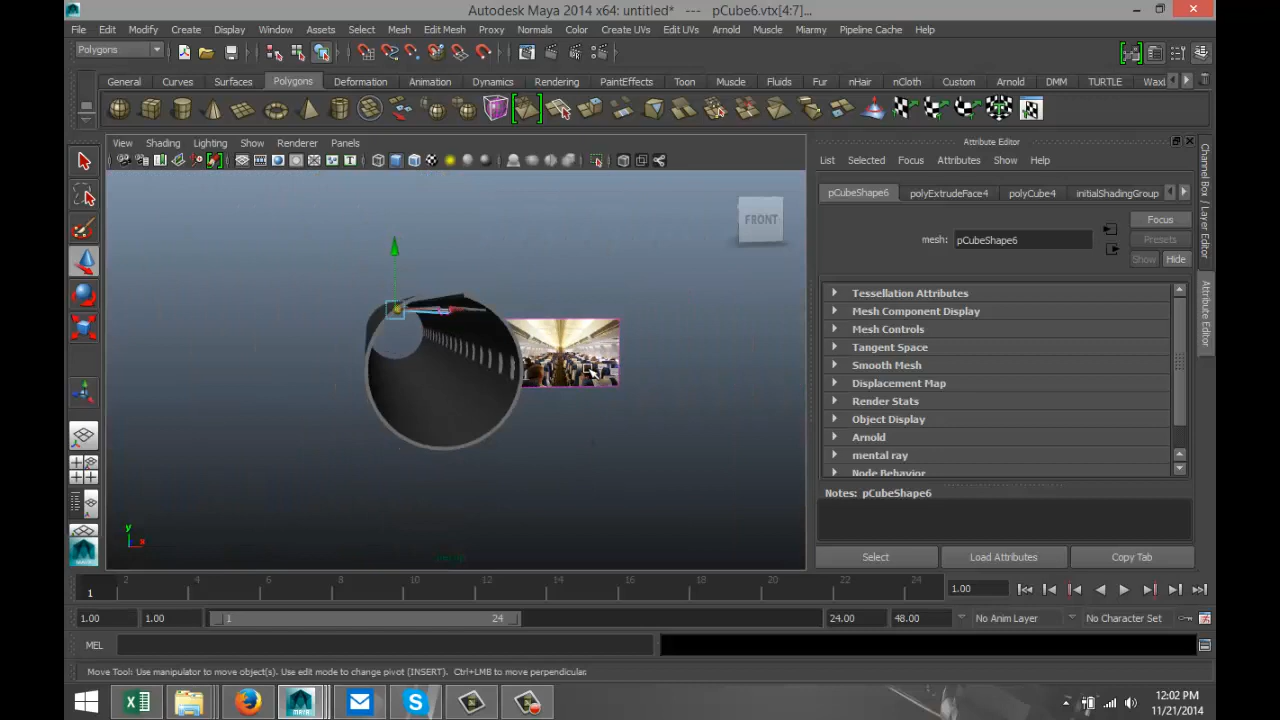 Autodesk Maya 2014 x64: untitled* --- pCube6.vtx[4:7]...
File Edit Modify Create Display Window Assets Select Mesh Edit Mesh Proxy Normals Color Create UVs Edit UVs Arnold Muscle Miarmy Pipeline Cache Help
Polygons
General Curves Surfaces Polygons Deformation Animation Dynamics Rendering PaintEffects Toon Muscle Fluids Fur nHair nCloth Custom Arnold DMM TURTLE Waxl
View Shading Lighting Show Renderer Panels
FRONT
y
x
persp
Attribute Editor
List Selected Focus Attributes Show Help
pCubeShape6 polyExtrudeFace4 polyCube4 initialShadingGroup
Focus
Presets
mesh: pCubeShape6
Show Hide
Tessellation Attributes
Mesh Component Display
Mesh Controls
Tangent Space
Smooth Mesh
Displacement Map
Render Stats
Object Display
Arnold
mental ray
Node Behavior
Notes: pCubeShape6
Select Load Attributes Copy Tab
Channel Box / Layer Editor
Attribute Editor
2 4 6 8 10 12 14 16 18 20 22 24
1
1.00
1.00 1.00 1 24 24.00 48.00 No Anim Layer No Character Set
MEL
Move Tool: Use manipulator to move object(s). Use edit mode to change pivot (INSERT). Ctrl+LMB to move perpendicular.
MAYA
12:02 PM
11/21/2014